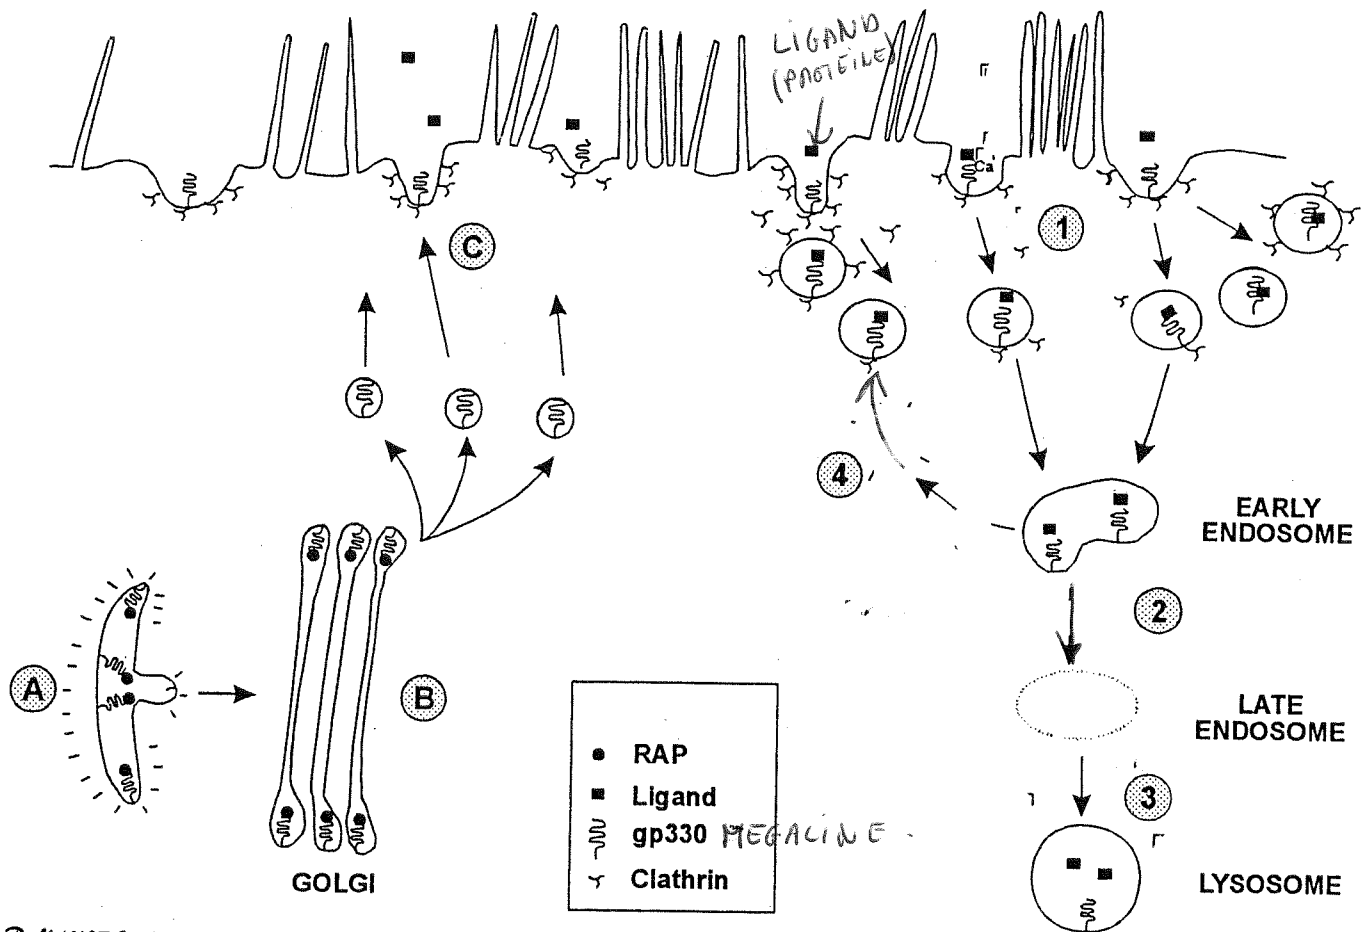 LIGAND
(PROTEINE)
Ca
C
1
4
EARLY
ENDOSOME
2
A
B
LATE
ENDOSOME
RAP
Ligand
gp330 MEGALINE
Clathrin
3
GOLGI
LYSOSOME